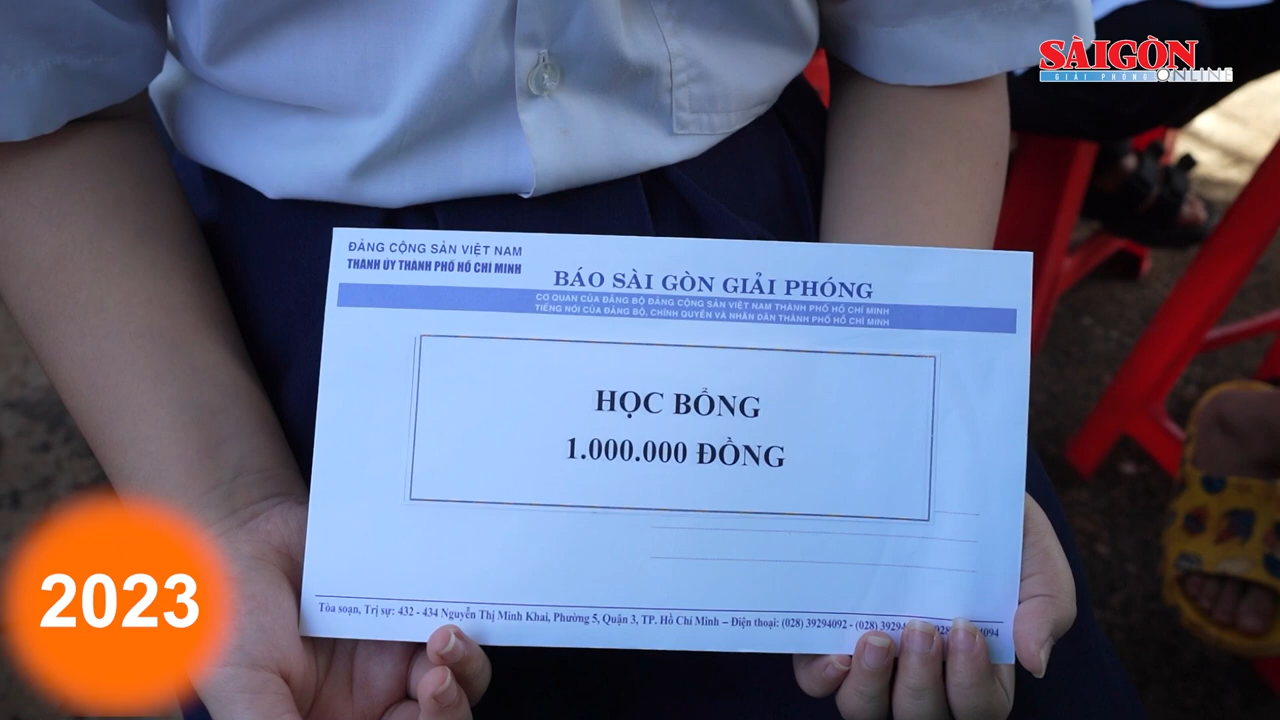 SÀIGÒN
GIẢI PHÓNG ONLINE
ĐẢNG CỘNG SẢN VIỆT NAM
THÀNH ỦY THÀNH PHỐ HỒ CHÍ MINH
BÁO SÀI GÒN GIẢI PHÓNG
CƠ QUAN CỦA ĐẢNG BỘ ĐẢNG CỘNG SẢN VIỆT NAM THÀNH PHỐ HỒ CHÍ MINH
TIẾNG NÓI CỦA ĐẢNG BỘ, CHÍNH QUYỀN VÀ NHÂN DÂN THÀNH PHỐ HỒ CHÍ MINH
HỌC BỔNG
1.000.000 ĐỒNG
2023
Tòa soạn, Trị sự: 432 - 434 Nguyễn Thị Minh Khai, Phường 5, Quận 3, TP. Hồ Chí Minh – Điện thoại: (028) 39294092 - (028)